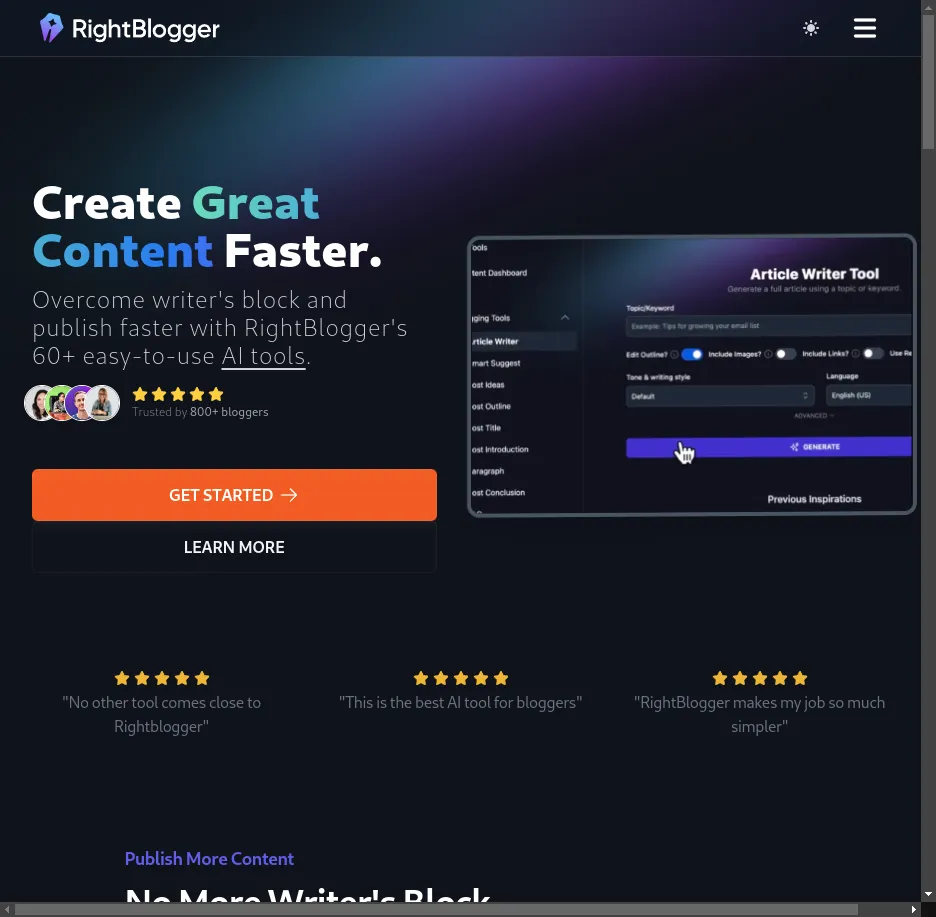 RightBlogger
Create Great
Content Faster.
Overcome writer's block and
publish faster with RightBlogger's
60+ easy-to-use AI tools.
Trusted by 800+ bloggers
GET STARTED
LEARN MORE
ools
tent Dashboard
ging Tools
rticle Writer
mart Suggest
ost Ideas
ost Outline
ost Title
ost Introduction
aragraph
ost Conclusion
Article Writer Tool
Generate a full article using a topic or keyword.
Topic/Keyword
Example: Tips for growing your email list
Edit Outline? Include Images? Include Links? Use Re
Tone & writing style Language
Default English (US)
ADVANCED
GENERATE
Previous Inspirations
"No other tool comes close to
Rightblogger"
"This is the best AI tool for bloggers"
"RightBlogger makes my job so much
simpler"
Publish More Content
No More Writer's Block